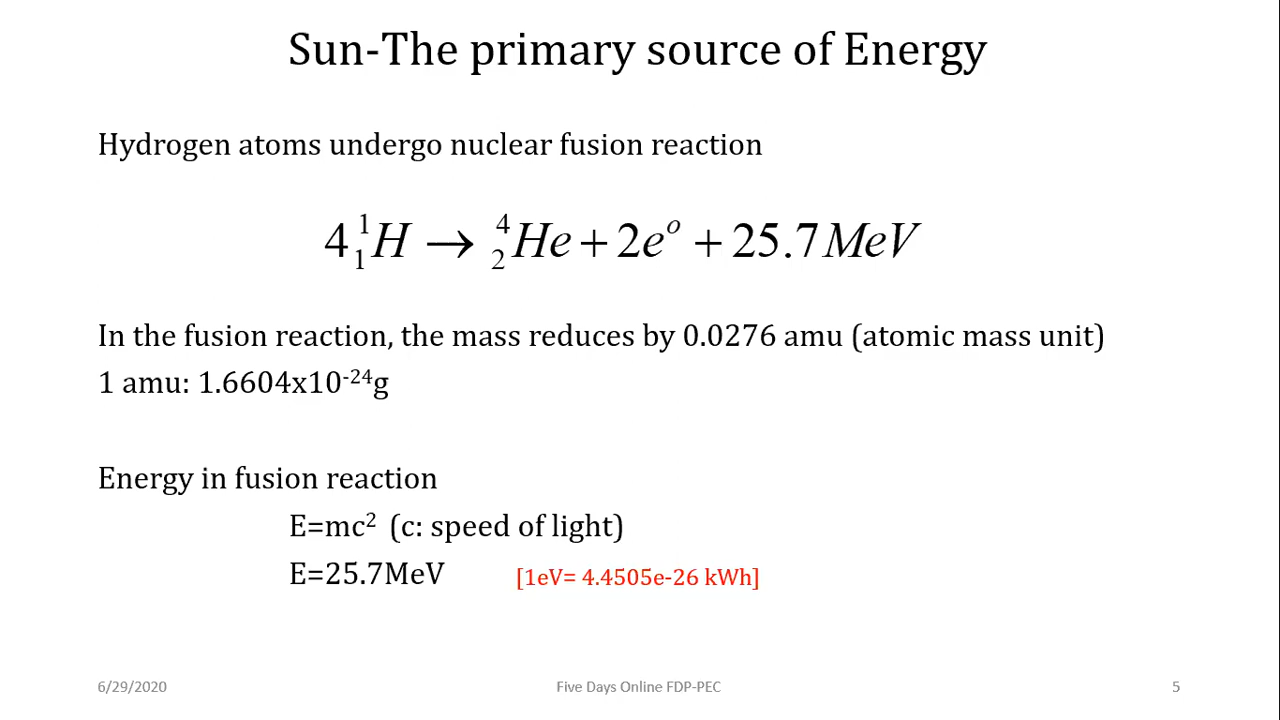 Sun-The primary source of Energy
Hydrogen atoms undergo nuclear fusion reaction
4 ¹₁H → ⁴₂He + 2eᵒ + 25.7 MeV
In the fusion reaction, the mass reduces by 0.0276 amu (atomic mass unit)
1 amu: 1.6604x10⁻²⁴g
Energy in fusion reaction
E=mc² (c: speed of light)
E=25.7MeV [1eV= 4.4505e-26 kWh]
6/29/2020 Five Days Online FDP-PEC 5